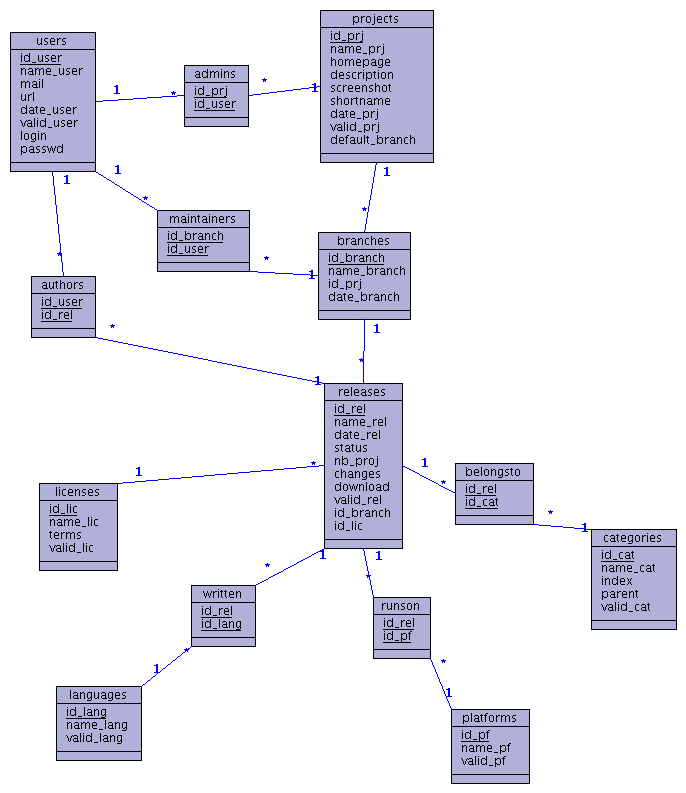 projects
id_prj
name_prj
homepage
description
screenshot
shortname
date_prj
valid_prj
default_branch
users
id_user
name_user
mail
url
date_user
valid_user
login
passwd
admins
id_prj
id_user
1
*
*
1
1
1
1
*
*
maintainers
id_branch
id_user
*
1
branches
id_branch
name_branch
id_prj
date_branch
*
authors
id_user
id_rel
*
1
1
*
releases
id_rel
name_rel
date_rel
status
nb_proj
changes
download
valid_rel
id_branch
id_lic
1
*
licenses
id_lic
name_lic
terms
valid_lic
1
*
belongsto
id_rel
id_cat
*
1
categories
id_cat
name_cat
index
parent
valid_cat
1
*
written
id_rel
id_lang
*
1
languages
id_lang
name_lang
valid_lang
1
*
runson
id_rel
id_pf
*
1
platforms
id_pf
name_pf
valid_pf